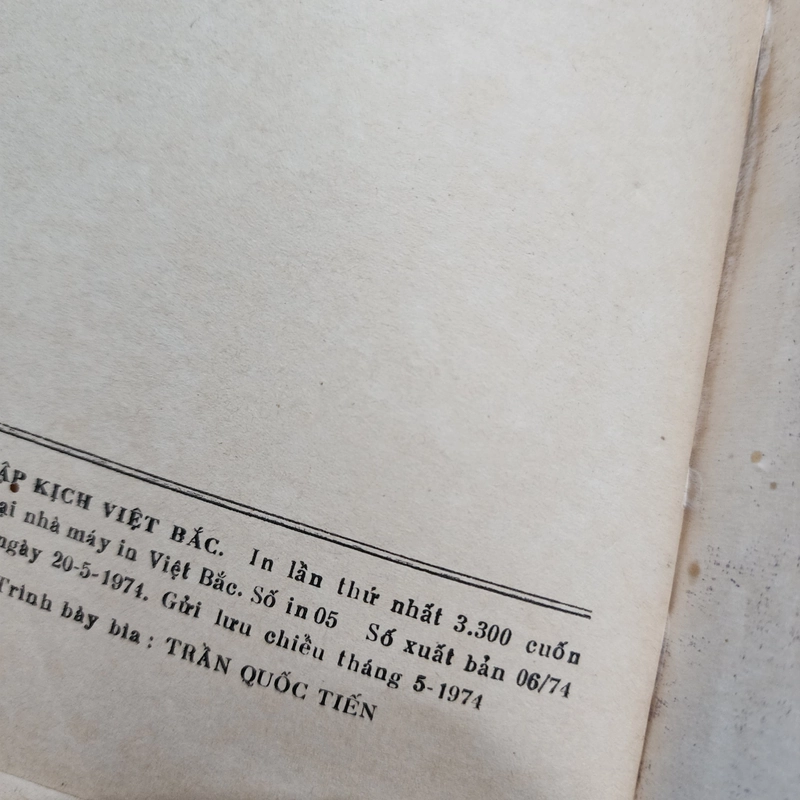 ẬP KỊCH VIỆT BẮC. In lần thứ nhất 3.300 cuốn
ại nhà máy in Việt Bắc. Số in 05 Số xuất bản 06/74
ngày 20-5-1974. Gửi lưu chiểu tháng 5-1974
Trình bày bìa : TRẦN QUỐC TIẾN